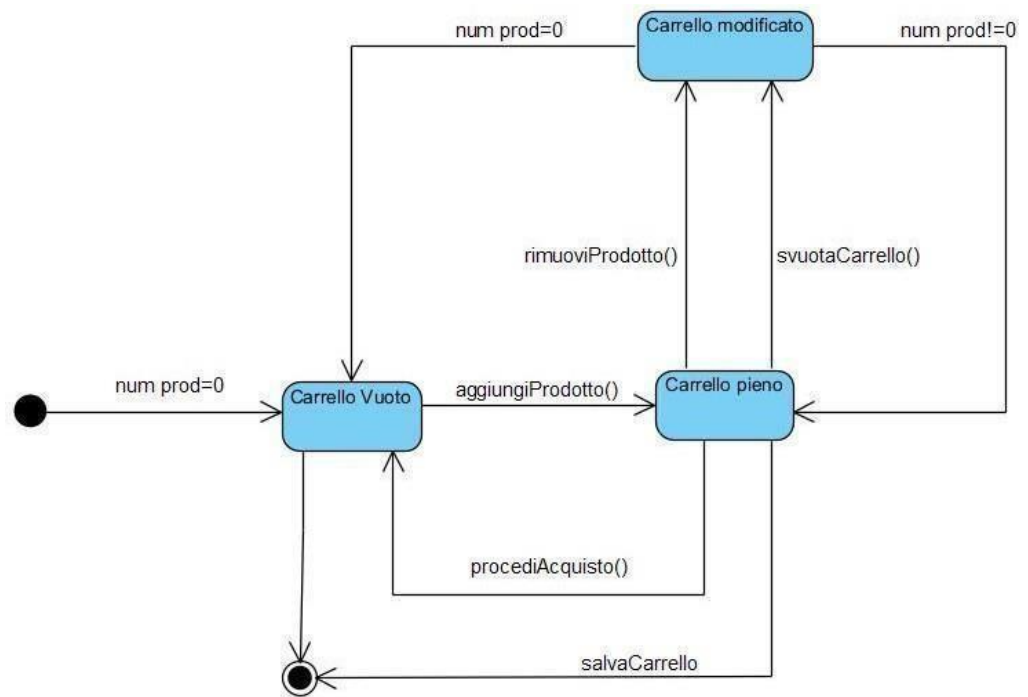 num prod=0
Carrello modificato
num prod!=0
rimuoviProdotto()
svuotaCarrello()
num prod=0
Carrello Vuoto
aggiungiProdotto()
Carrello pieno
procediAcquisto()
salvaCarrello